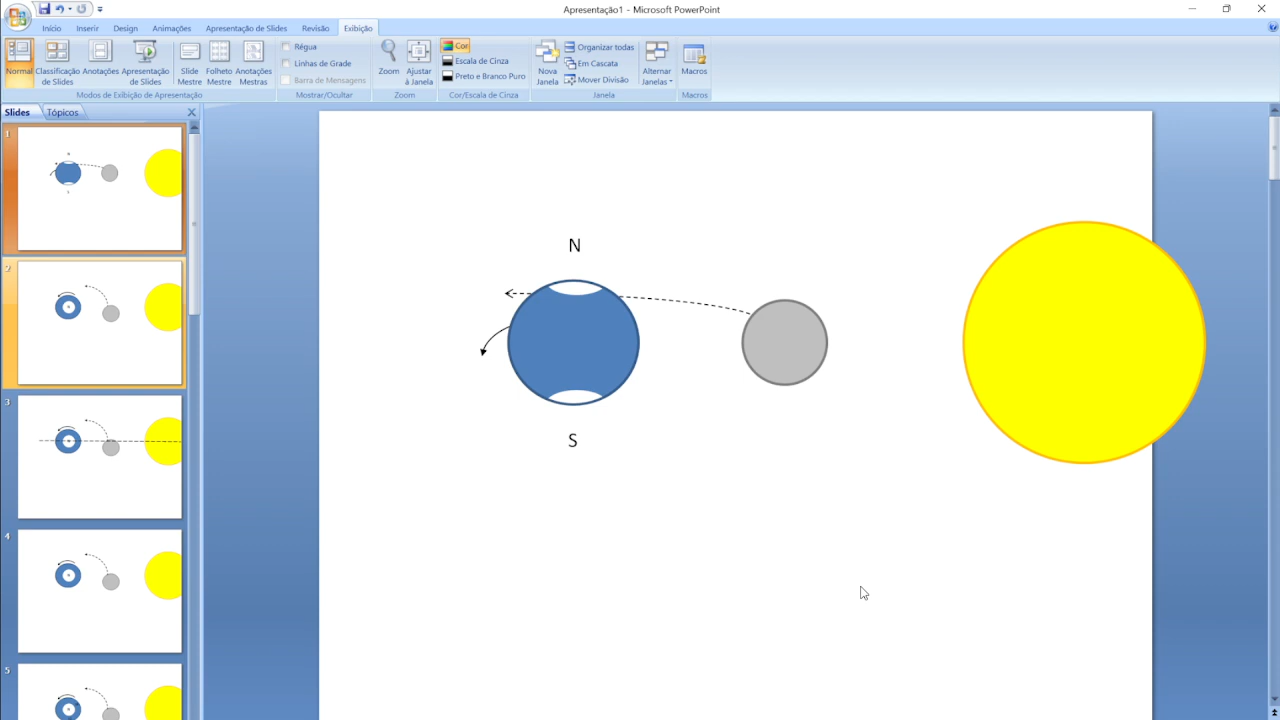 Apresentação1 - Microsoft PowerPoint
Início Inserir Design Animações Apresentação de Slides Revisão Exibição
Normal
Classificação de Slides
Anotações
Apresentação de Slides
Modos de Exibição de Apresentação
Slide Mestre
Folheto Mestre
Anotações Mestras
Régua
Linhas de Grade
Barra de Mensagens
Mostrar/Ocultar
Zoom
Ajustar à Janela
Zoom
Cor
Escala de Cinza
Preto e Branco Puro
Cor/Escala de Cinza
Nova Janela
Organizar todas
Em Cascata
Mover Divisão
Alternar Janelas
Janela
Macros
Macros
Slides Tópicos
1
2
3
4
5
N
S